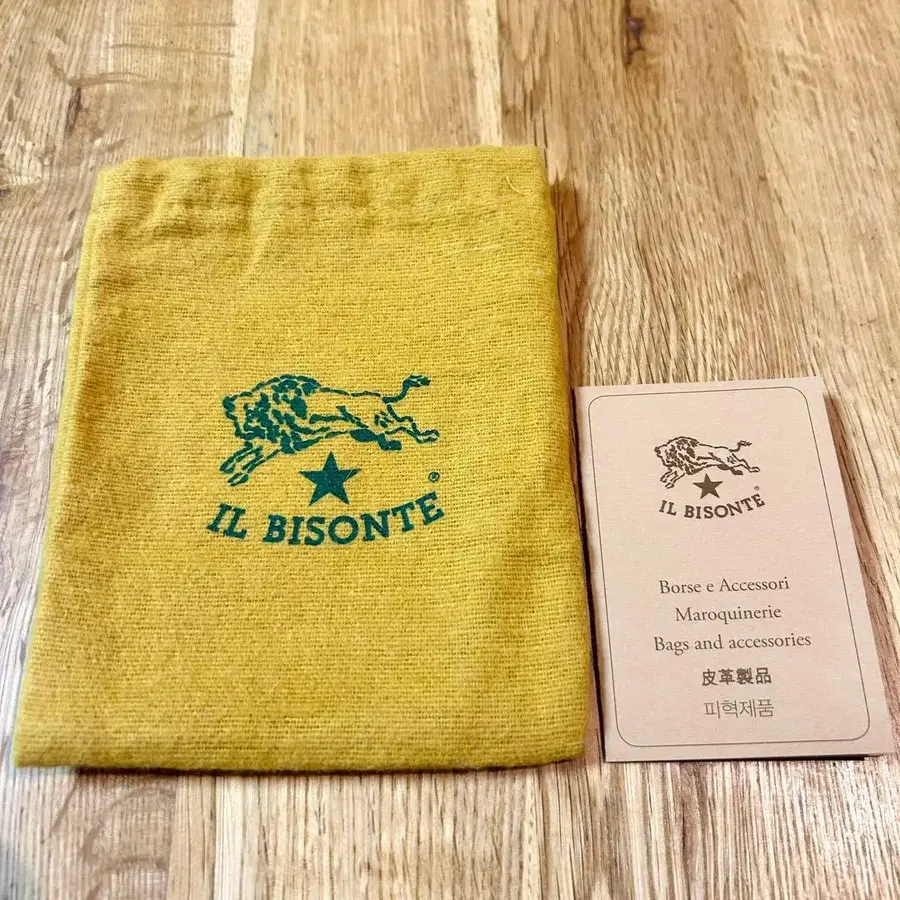 IL BISONTE
®
IL BISONTE
®
Borse e Accessori
Maroquinerie
Bags and accessories
皮革製品
피혁제품